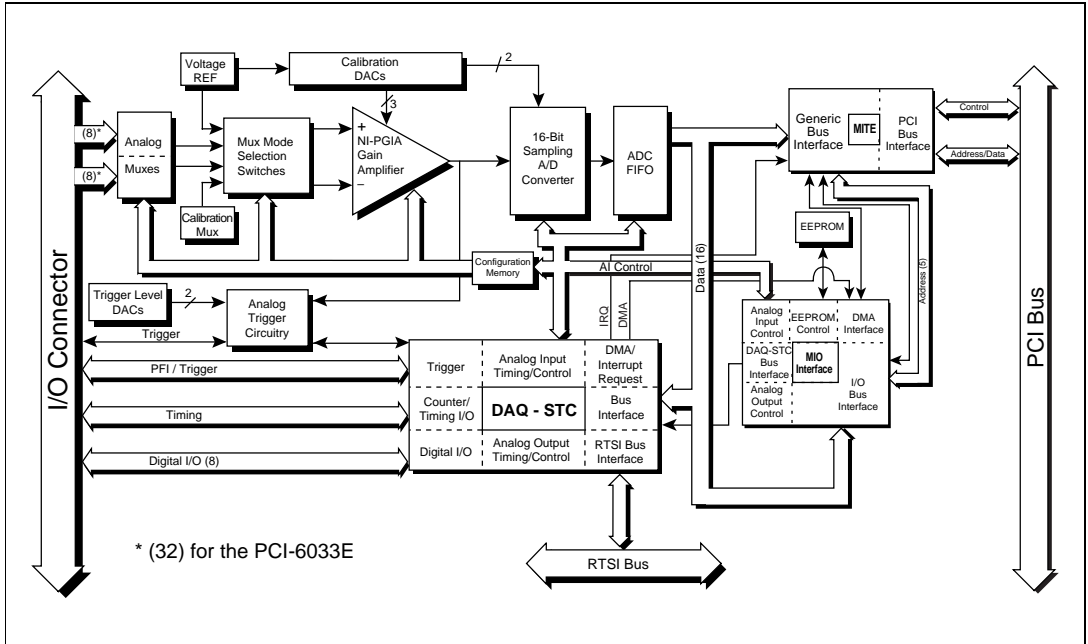 I/O Connector
(8)*
(8)*
Voltage
REF
Calibration
DACs
2
3
Analog
Muxes
Mux Mode
Selection
Switches
Calibration
Mux
+
NI-PGIA
Gain
Amplifier
–
16-Bit
Sampling
A/D
Converter
ADC
FIFO
Generic
Bus
Interface
MITE
PCI
Bus
Interface
Control
Address/Data
PCI Bus
Configuration
Memory
AI Control
IRQ
DMA
Data (16)
EEPROM
Address (5)
Trigger Level
DACs
2
Analog
Trigger
Circuitry
Trigger
PFI / Trigger
Timing
Digital I/O (8)
Trigger
Analog Input
Timing/Control
DMA/
Interrupt
Request
Counter/
Timing I/O
DAQ - STC
Bus
Interface
Digital I/O
Analog Output
Timing/Control
RTSI Bus
Interface
Analog
Input
Control
EEPROM
Control
DMA
Interface
DAQ-STC
Bus
Interface
MIO
Interface
Analog
Output
Control
I/O
Bus
Interface
RTSI Bus
* (32) for the PCI-6033E